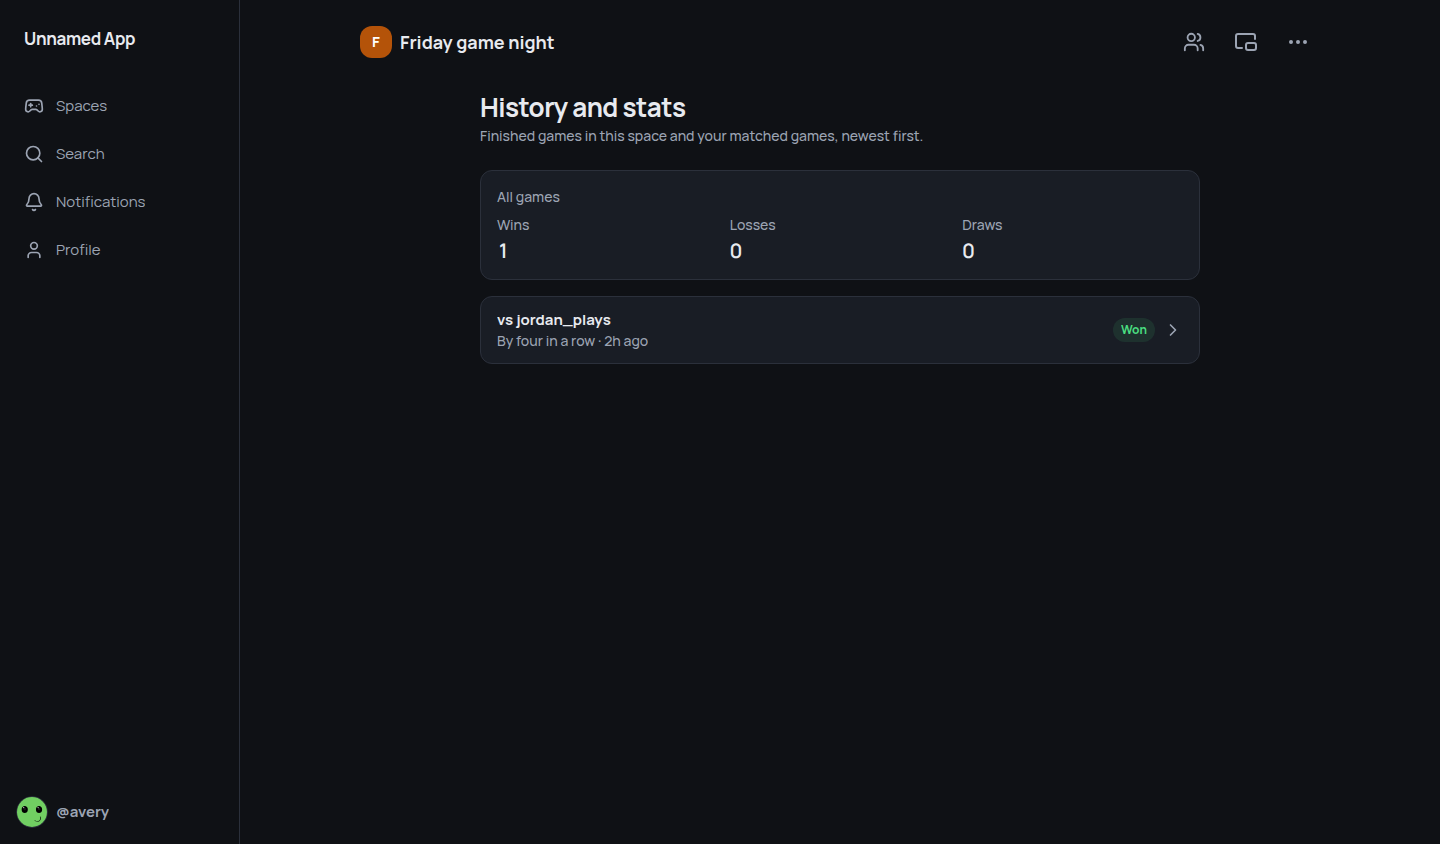 Unnamed App
Spaces
Search
Notifications
Profile
@avery
F
Friday game night
History and stats
Finished games in this space and your matched games, newest first.
All games
Wins
Losses
Draws
1
0
0
vs jordan_plays
By four in a row · 2h ago
Won